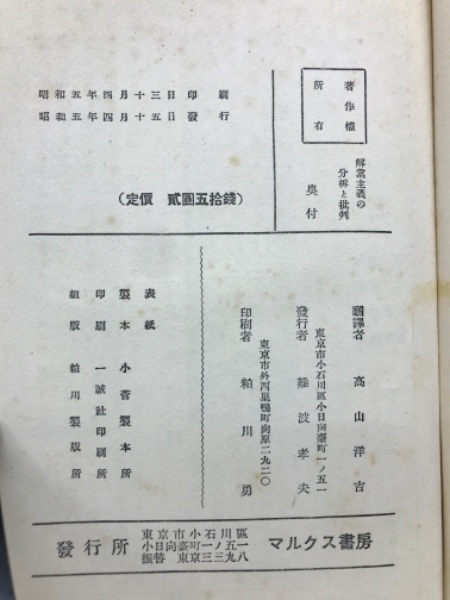 著作權
所有
解黨主義の
分析と批判
奧付
昭和五年四月十三日印刷
昭和五年四月十五日發行
(定價 貳圓五拾錢)
飜譯者 高山洋吉
東京市小石川區小日向臺町一ノ五一
發行者 難波孝夫
東京市外西巢鴨町向原二九二〇
印刷者 粕川勇
表紙
製本 小菅製本所
印刷 一誠社印刷所
組版 粕川製版所
發行所
東京市小石川區
小日向臺町一ノ五一
振替東京三三九八
マルクス書房